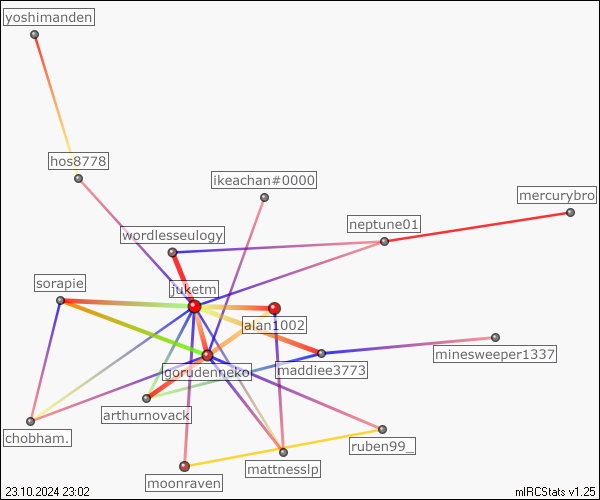 yoshimanden
hos8778
ikeachan#0000
mercurybro
neptune01
wordlesseulogy
sorapie
juketm
alan1002
minesweeper1337
gorudenneko
maddiee3773
arthurnovack
chobham.
ruben99_
mattnesslp
moonraven
23.10.2024 23:02
mIRCStats v1.25